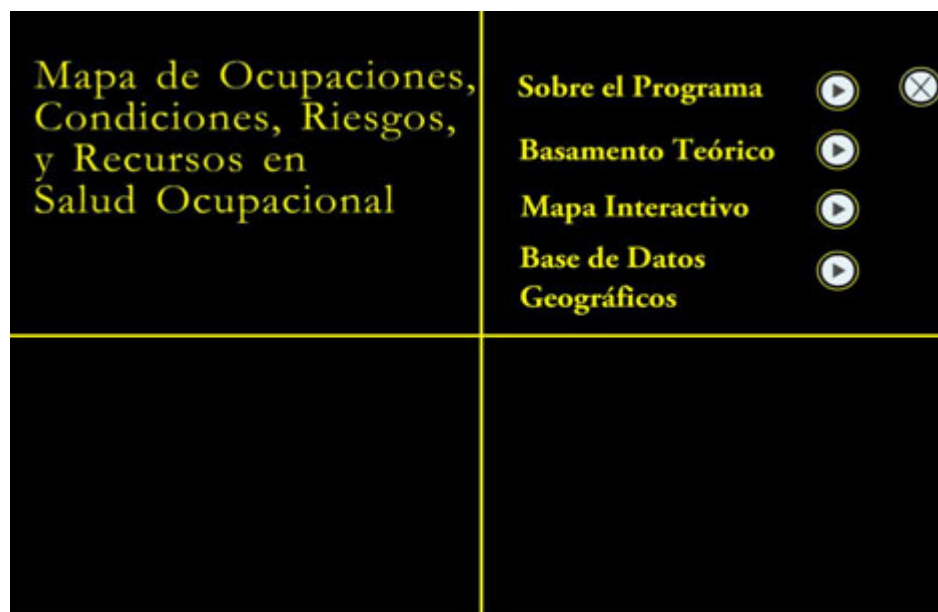 Mapa de Ocupaciones,
Condiciones, Riesgos,
y Recursos en
Salud Ocupacional
Sobre el Programa
Basamento Teórico
Mapa Interactivo
Base de Datos
Geográficos